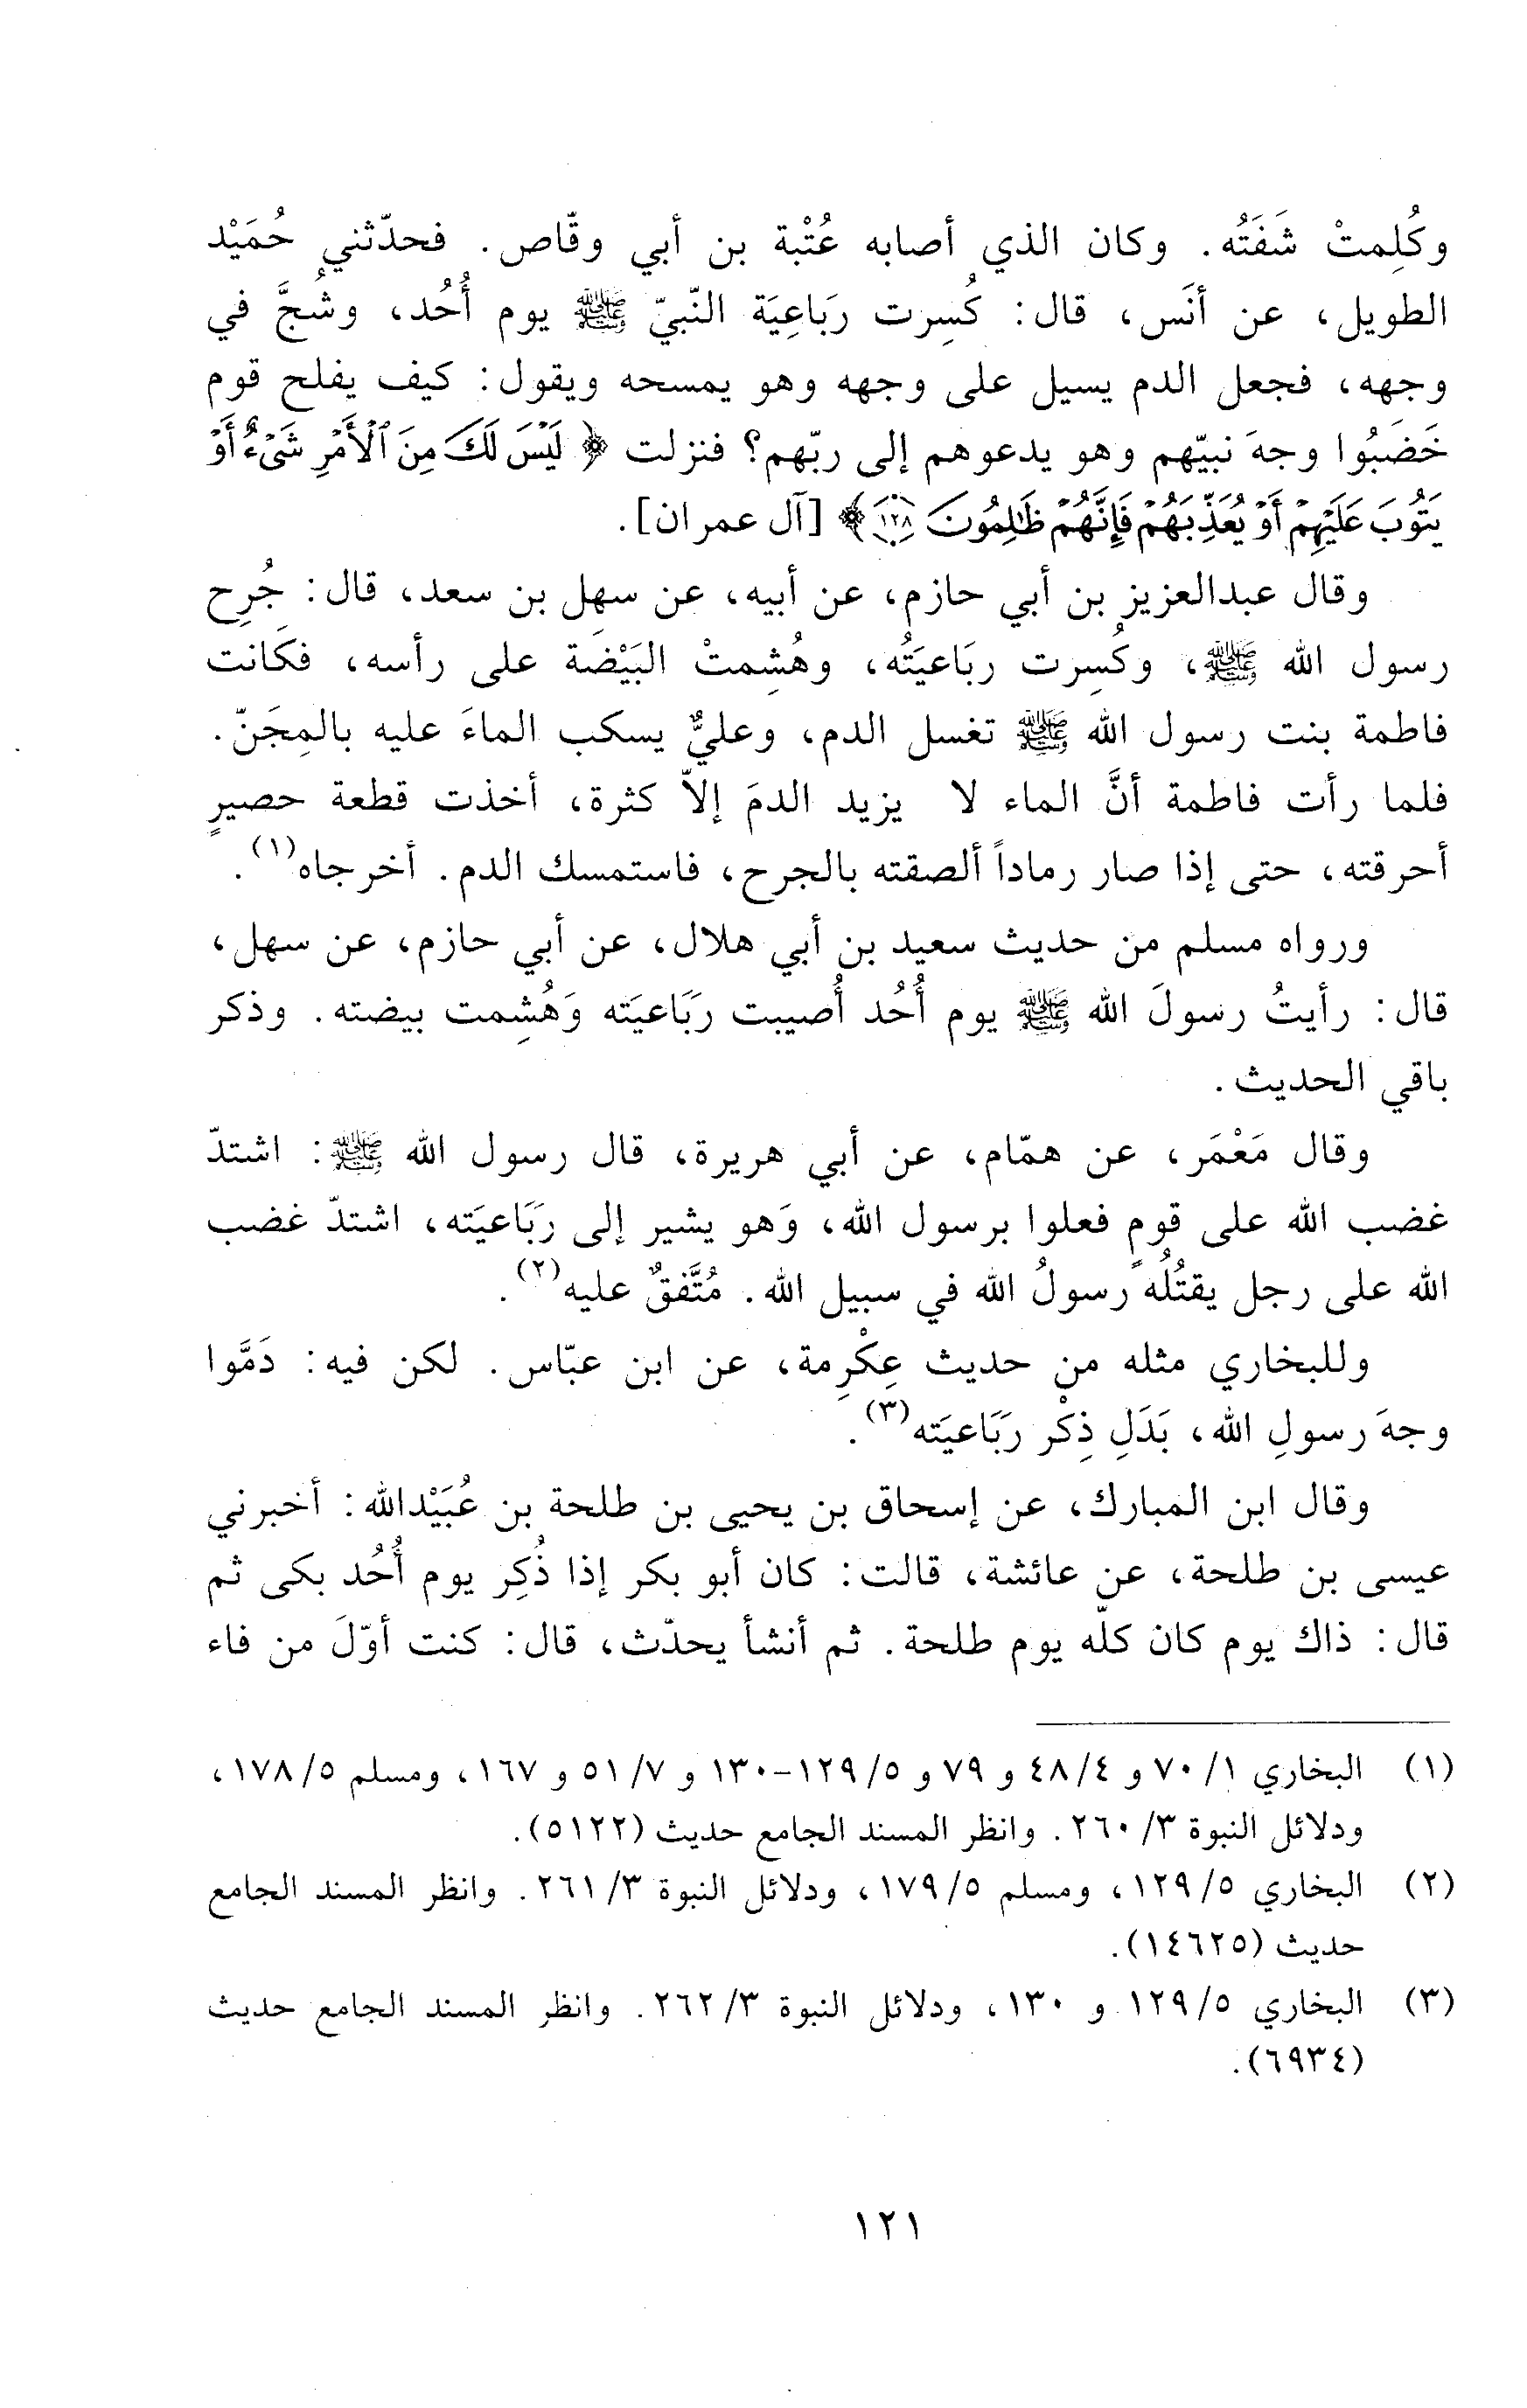 وكُلِمتْ شَفَتُه. وكان الذي أصابه عُتْبة بن أبي وقّاص. فحدّثني حُمَيْد
الطويل، عن أنَس، قال: كُسِرت رَبَاعِيَة النّبيّ ﷺ يوم أُحُد، وشُجَّ في
وجهه، فجعل الدم يسيل على وجهه وهو يمسحه ويقول: كيف يفلح قوم
خَضَبُوا وجهَ نبيّهم وهو يدعوهم إلى ربّهم؟ فنزلت ﴿لَيْسَ لَكَ مِنَ ٱلْأَمْرِ شَىْءٌ أَوْ
يَتُوبَ عَلَيْهِمْ أَوْ يُعَذِّبَهُمْ فَإِنَّهُمْ ظَٰلِمُونَ ١٢٨﴾ [آل عمران].
وقال عبدالعزيز بن أبي حازم، عن أبيه، عن سهل بن سعد، قال: جُرِح
رسول الله ﷺ، وكُسِرت ربَاعيَتُه، وهُشِمتْ البَيْضَة على رأسه، فكَانت
فاطمة بنت رسول الله ﷺ تغسل الدم، وعليٌّ يسكب الماءَ عليه بالمِجَنّ.
فلما رأت فاطمة أنَّ الماء لا يزيد الدمَ إلاّ كثرة، أخذت قطعة حصيرٍ
أحرقته، حتى إذا صار رماداً ألصقته بالجرح، فاستمسك الدم. أخرجاه(١).
ورواه مسلم من حديث سعيد بن أبي هلال، عن أبي حازم، عن سهل،
قال: رأيتُ رسولَ الله ﷺ يوم أُحُد أُصيبت رَبَاعيَته وَهُشِمت بيضته. وذكر
باقي الحديث.
وقال مَعْمَر، عن همّام، عن أبي هريرة، قال رسول الله ﷺ: اشتدّ
غضب الله على قومٍ فعلوا برسول الله، وَهو يشير إلى رَبَاعيَته، اشتدّ غضب
الله على رجل يقتُلُه رسولُ الله في سبيل الله. مُتَّفقٌ عليه(٢).
وللبخاري مثله من حديث عِكْرِمة، عن ابن عبّاس. لكن فيه: دَمَّوا
وجهَ رسولِ الله، بَدَلِ ذِكْر رَبَاعيَته(٣).
وقال ابن المبارك، عن إسحاق بن يحيى بن طلحة بن عُبَيْدالله: أخبرني
عيسى بن طلحة، عن عائشة، قالت: كان أبو بكر إذا ذُكِر يوم أُحُد بكى ثم
قال: ذاك يوم كان كلّه يوم طلحة. ثم أنشأ يحدّث، قال: كنت أوّلَ من فاء
(١) البخاري ١/ ٧٠ و ٤/ ٤٨ و ٧٩ و ٥/ ١٢٩-١٣٠ و ٧/ ٥١ و ١٦٧، ومسلم ٥/ ١٧٨،
ودلائل النبوة ٣/ ٢٦٠. وانظر المسند الجامع حديث (٥١٢٢).
(٢) البخاري ٥/ ١٢٩، ومسلم ٥/ ١٧٩، ودلائل النبوة ٣/ ٢٦١. وانظر المسند الجامع
حديث (١٤٦٢٥).
(٣) البخاري ٥/ ١٢٩ و ١٣٠، ودلائل النبوة ٣/ ٢٦٢. وانظر المسند الجامع حديث
(٦٩٣٤).
١٢١